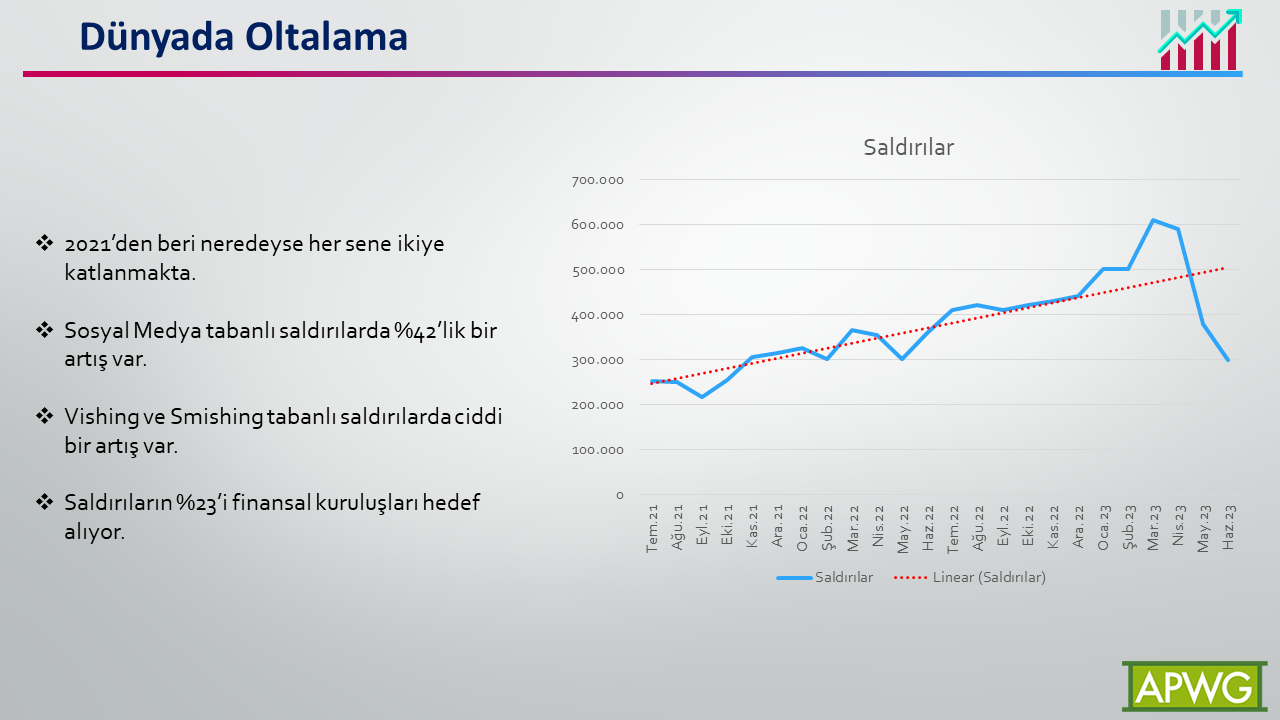 Dünyada Oltalama
❖ 2021’den beri neredeyse her sene ikiye
katlanmakta.
❖ Sosyal Medya tabanlı saldırılarda %42’lik bir
artış var.
❖ Vishing ve Smishing tabanlı saldırılarda ciddi
bir artış var.
❖ Saldırıların %23’i finansal kuruluşları hedef
alıyor.
Saldırılar
700.000
600.000
500.000
400.000
300.000
200.000
100.000
0
Tem.21
Ağu.21
Eyl.21
Eki.21
Kas.21
Ara.21
Oca.22
Şub.22
Mar.22
Nis.22
May.22
Haz.22
Tem.22
Ağu.22
Eyl.22
Eki.22
Kas.22
Ara.22
Oca.23
Şub.23
Mar.23
Nis.23
May.23
Haz.23
Saldırılar
Linear (Saldırılar)
APWG